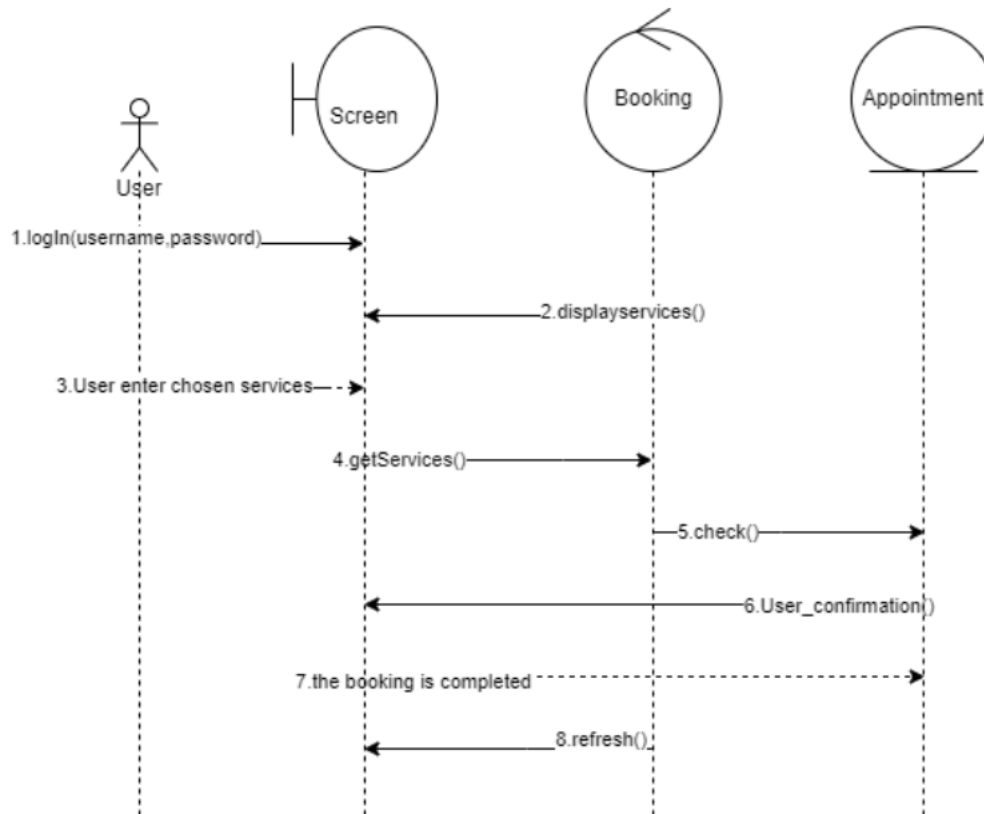 Screen
Booking
Appointment
User
1.logIn(username,password)
2.displayservices()
3.User enter chosen services
4.getServices()
5.check()
6.User_confirmation()
7.the booking is completed
8.refresh()